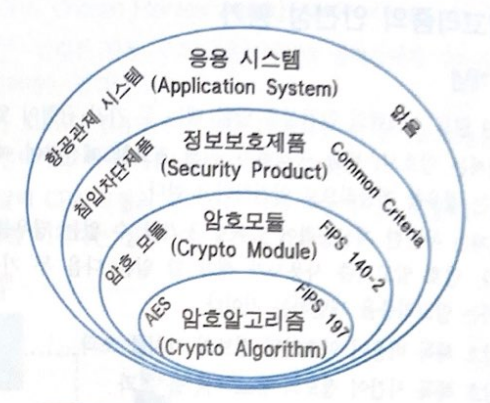 응용 시스템
(Application System)
항공관제 시스템
없음
정보보호제품
(Security Product)
침입차단제품
Common Criteria
암호모듈
(Crypto Module)
암호 모듈
FIPS 140-2
AES
FIPS 197
암호알고리즘
(Crypto Algorithm)